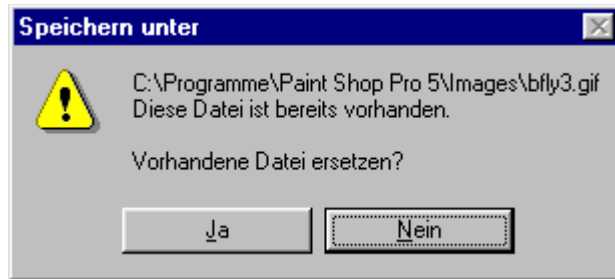 Speichern unter
C:\Programme\Paint Shop Pro 5\Images\bfly3.gif
Diese Datei ist bereits vorhanden.
Vorhandene Datei ersetzen?
Ja
Nein